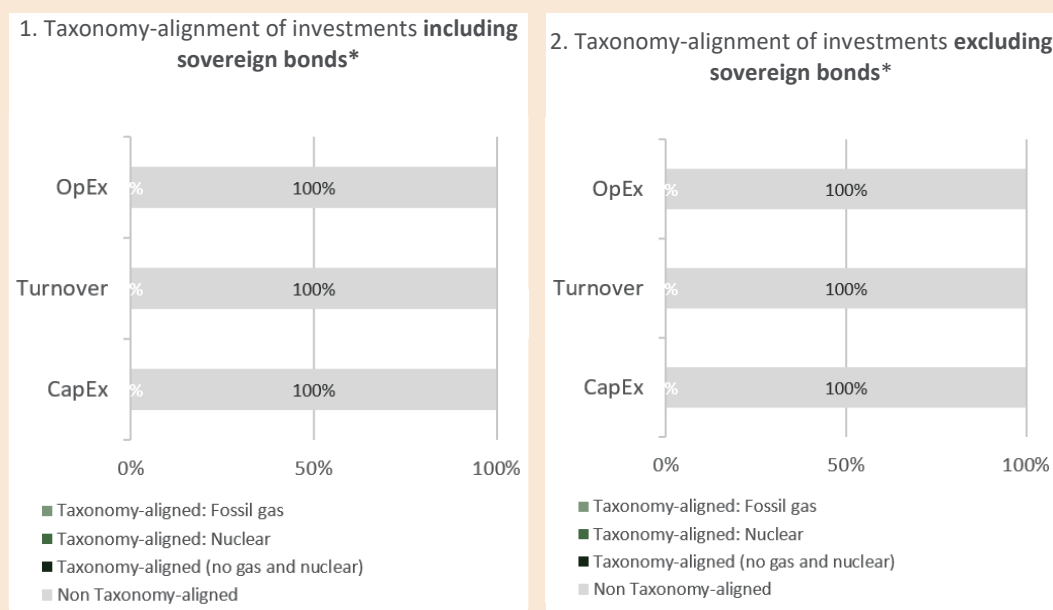 1. Taxonomy-alignment of investments including
sovereign bonds*
OpEx
%
100%
Turnover
%
100%
CapEx
%
100%
0%
50%
100%
Taxonomy-aligned: Fossil gas
Taxonomy-aligned: Nuclear
Taxonomy-aligned (no gas and nuclear)
Non Taxonomy-aligned
2. Taxonomy-alignment of investments excluding
sovereign bonds*
OpEx
%
100%
Turnover
%
100%
CapEx
%
100%
0%
50%
100%
Taxonomy-aligned: Fossil gas
Taxonomy-aligned: Nuclear
Taxonomy-aligned (no gas and nuclear)
Non Taxonomy-aligned